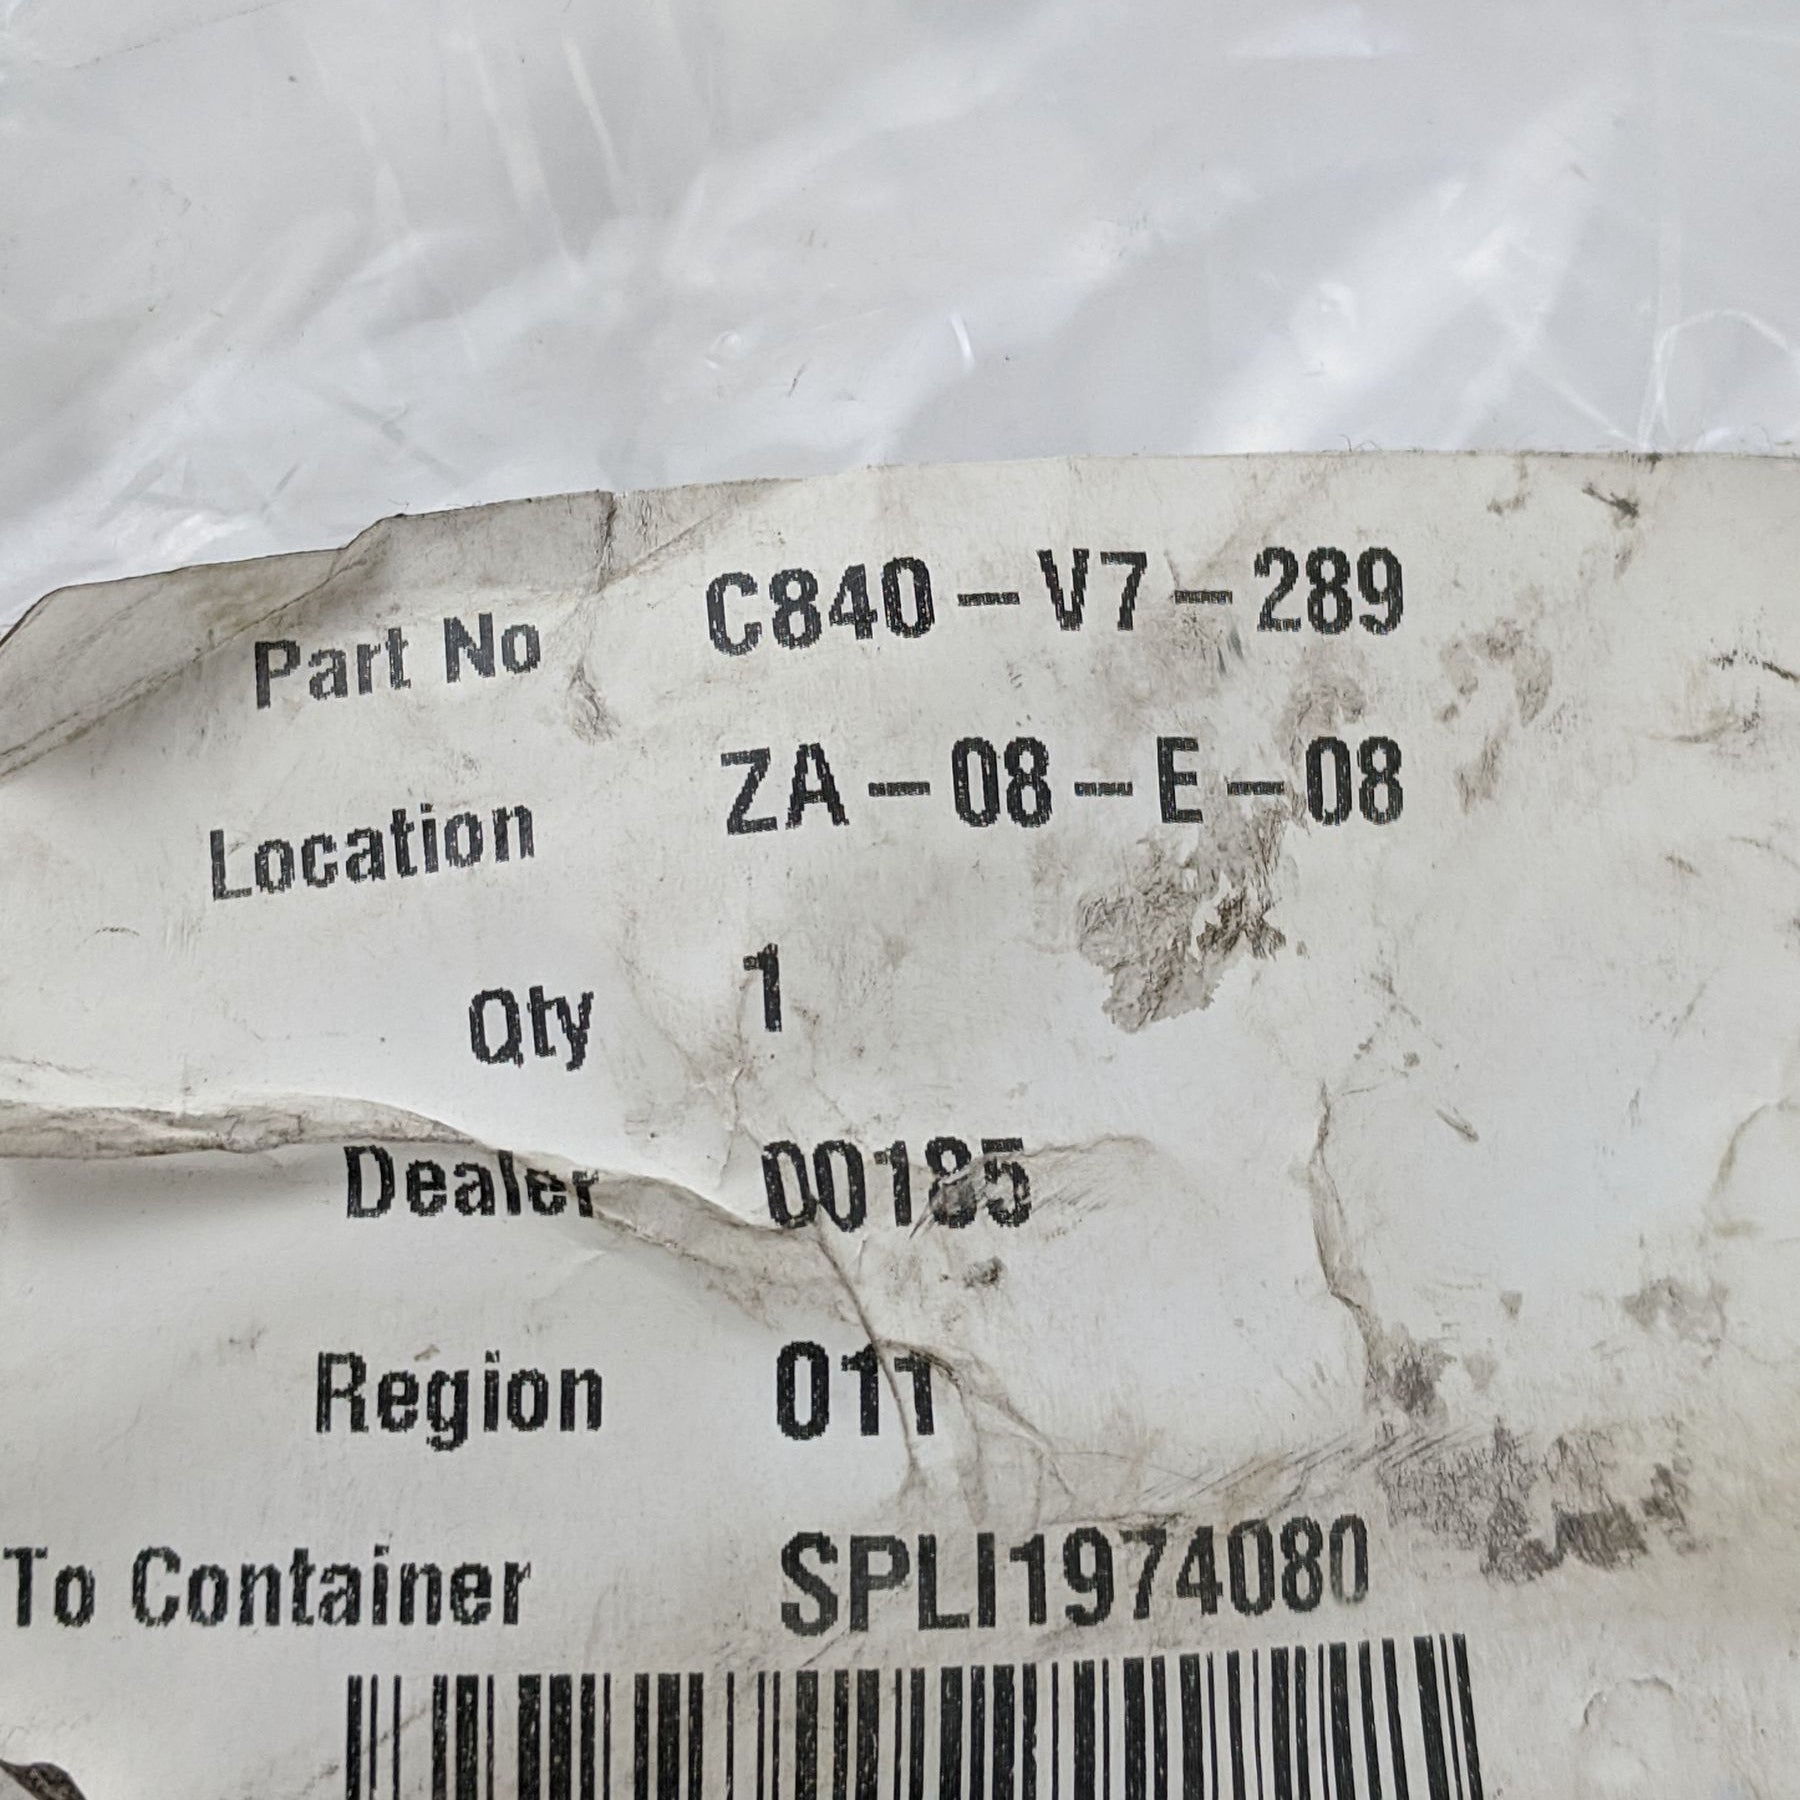 Part No C840-V7-289
Location ZA-08-E-08
Qty 1
Dealer 00185
Region 011
To Container SPLI1974080